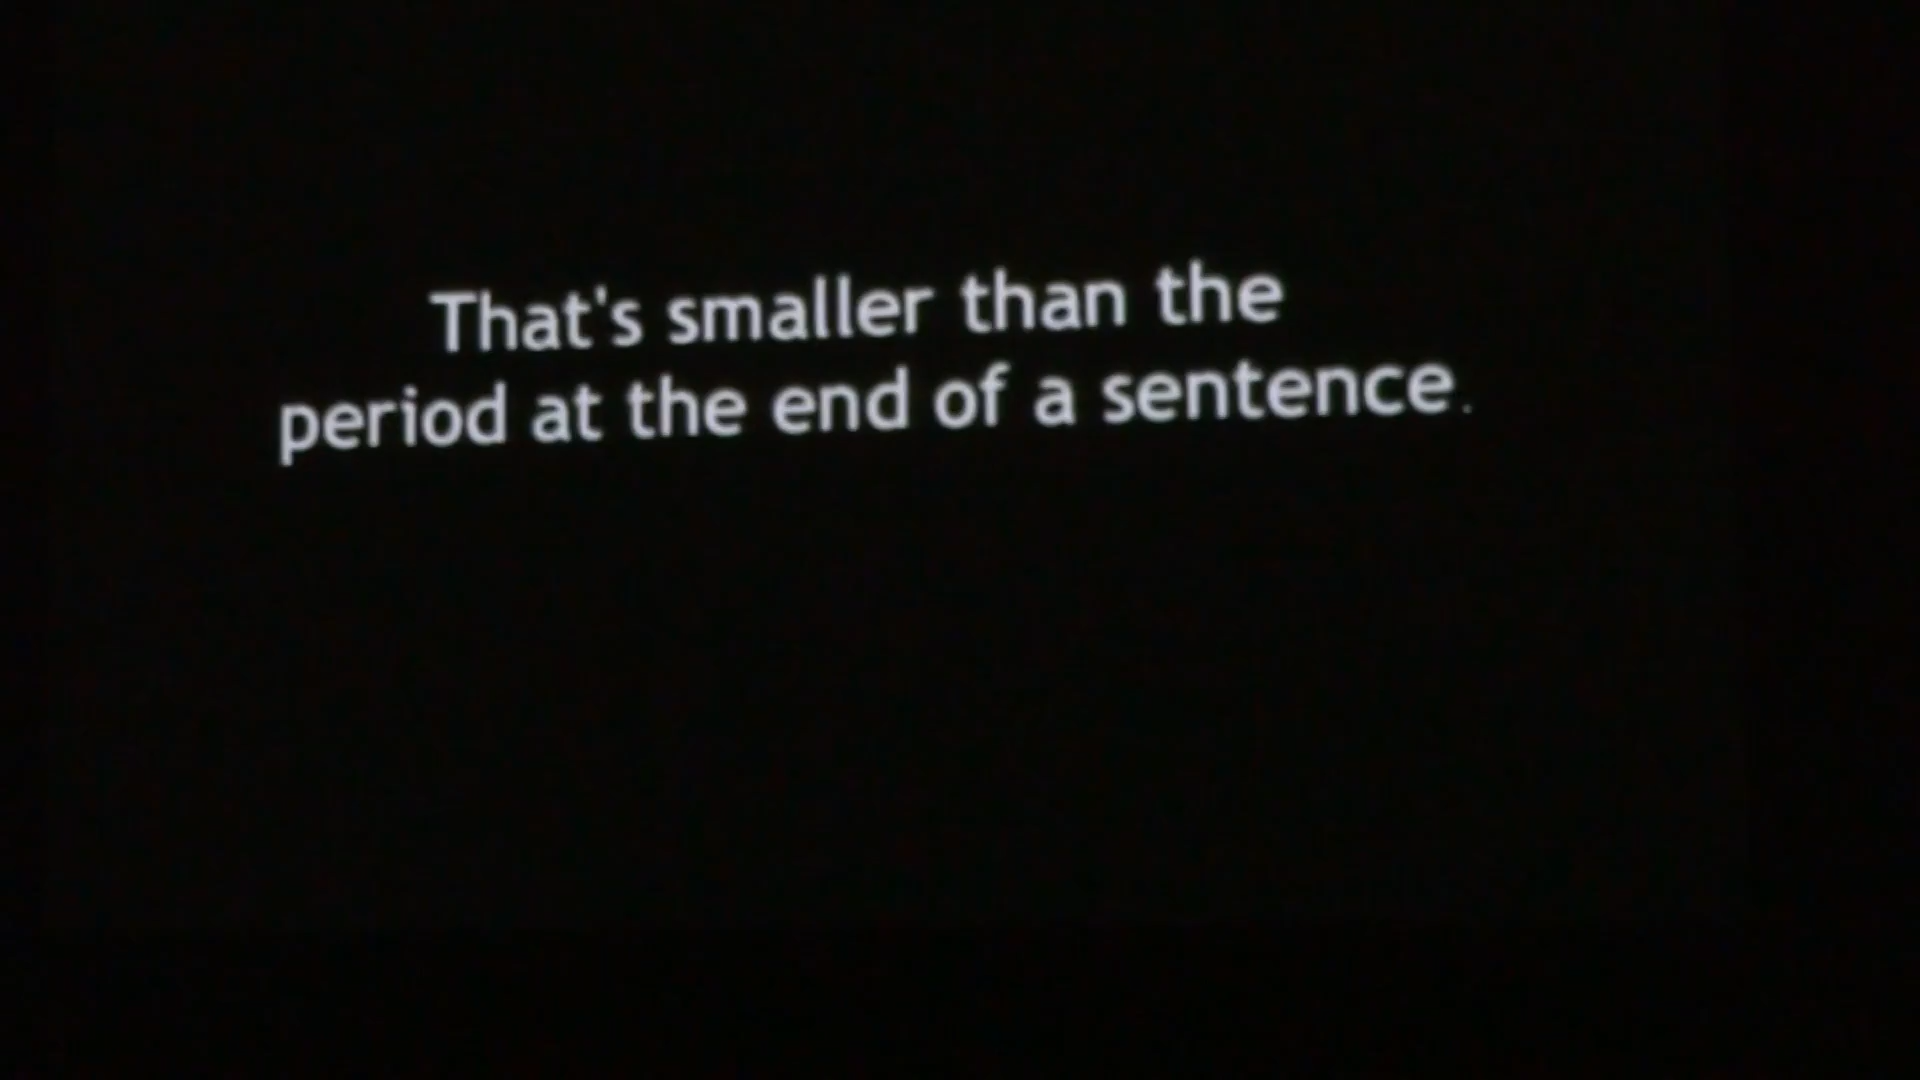 That's smaller than the
period at the end of a sentence.